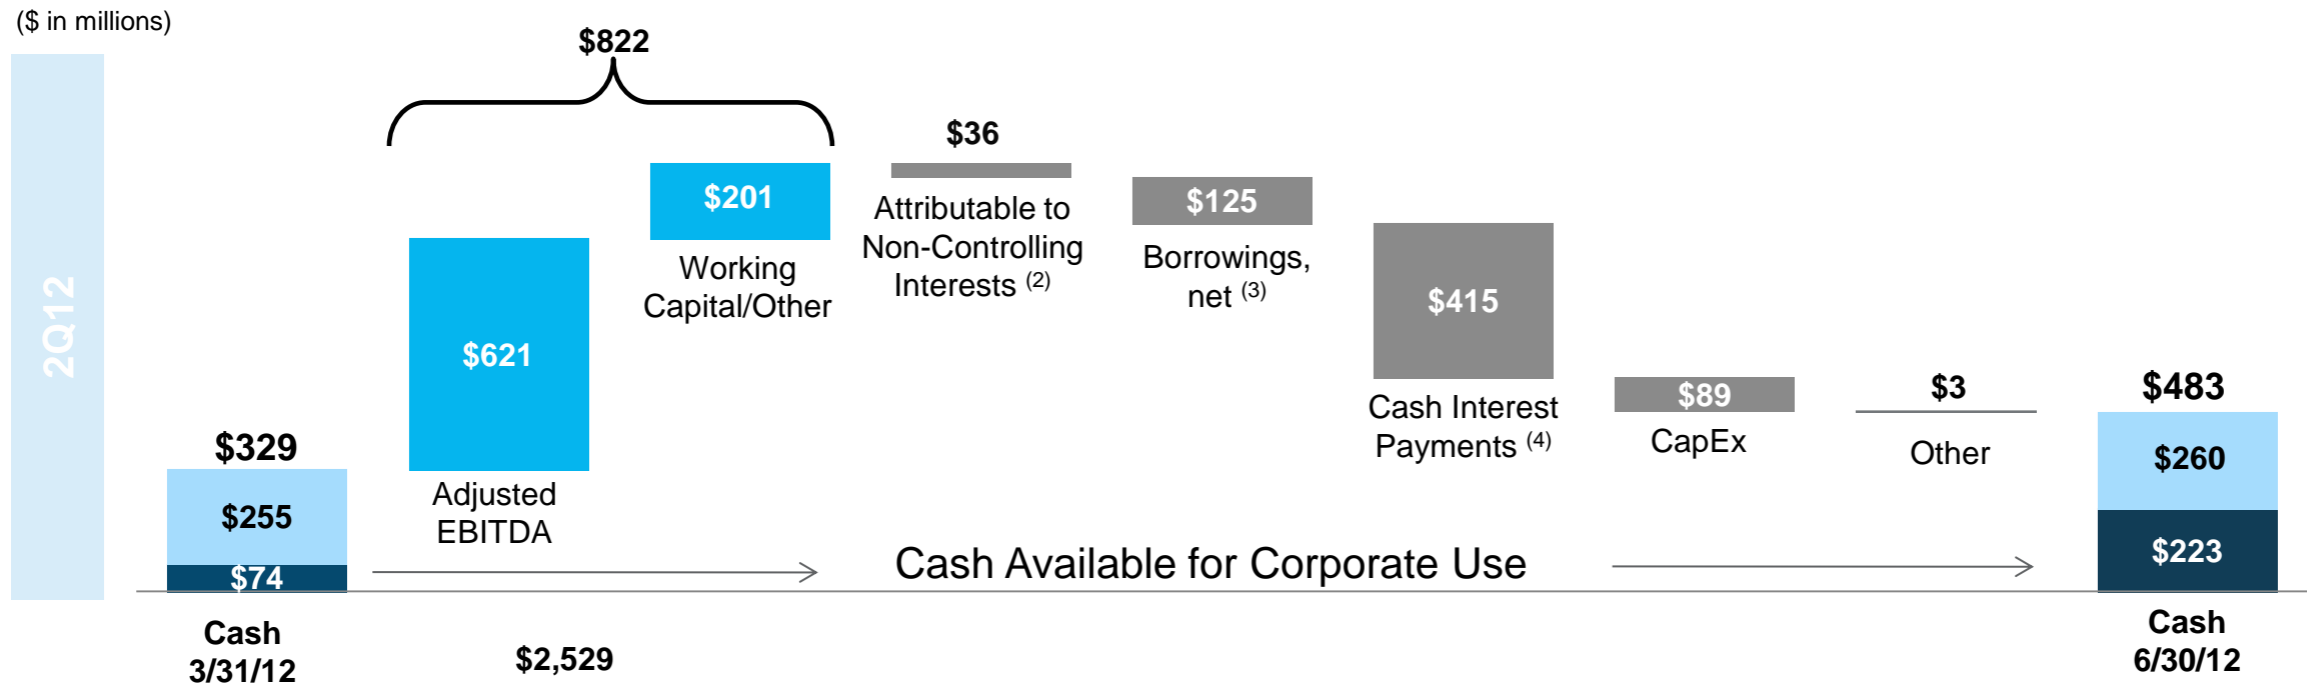 ($ in millions)
2Q12
$822
$36
$201
$125
Attributable to
Non-Controlling
Interests (2)
Working
Capital/Other
Borrowings,
net (3)
$415
$621
$89
$3
$483
Cash Interest
Payments (4)
CapEx
Other
$329
$260
$255
Adjusted
EBITDA
$223
$74
Cash Available for Corporate Use
Cash
3/31/12
$2,529
Cash
6/30/12